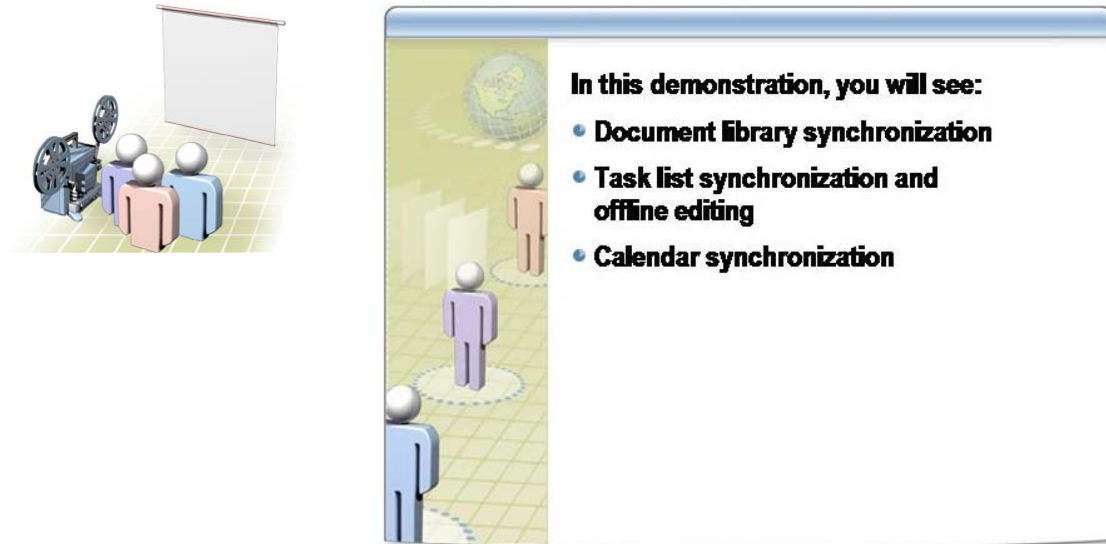 In this demonstration, you will see:
• Document library synchronization
• Task list synchronization and
offline editing
• Calendar synchronization